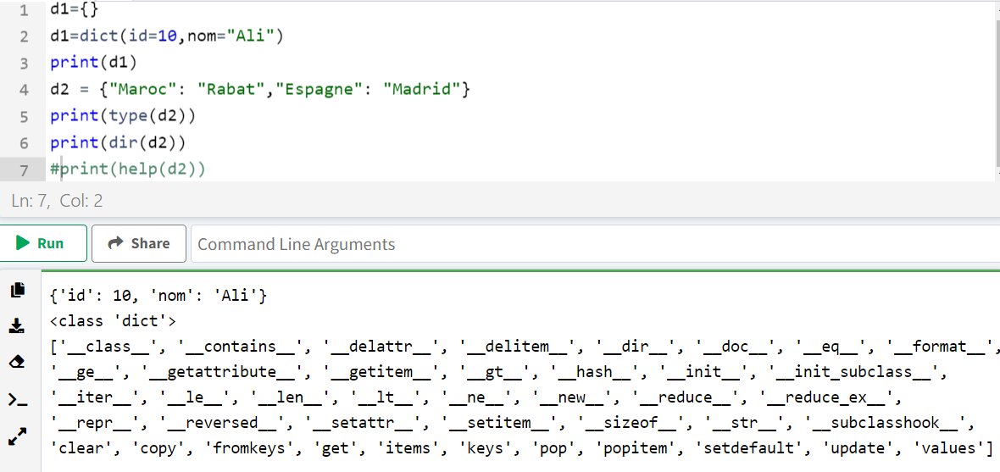 1 d1={}
2 d1=dict(id=10,nom="Ali")
3 print(d1)
4 d2 = {"Maroc": "Rabat","Espagne": "Madrid"}
5 print(type(d2))
6 print(dir(d2))
7 #print(help(d2))
Ln: 7, Col: 2
Run Share Command Line Arguments
{'id': 10, 'nom': 'Ali'}
<class 'dict'>
['__class__', '__contains__', '__delattr__', '__delitem__', '__dir__', '__doc__', '__eq__', '__format__',
'__ge__', '__getattribute__', '__getitem__', '__gt__', '__hash__', '__init__', '__init_subclass__',
'__iter__', '__le__', '__len__', '__lt__', '__ne__', '__new__', '__reduce__', '__reduce_ex__',
'__repr__', '__reversed__', '__setattr__', '__setitem__', '__sizeof__', '__str__', '__subclasshook__',
'clear', 'copy', 'fromkeys', 'get', 'items', 'keys', 'pop', 'popitem', 'setdefault', 'update', 'values']